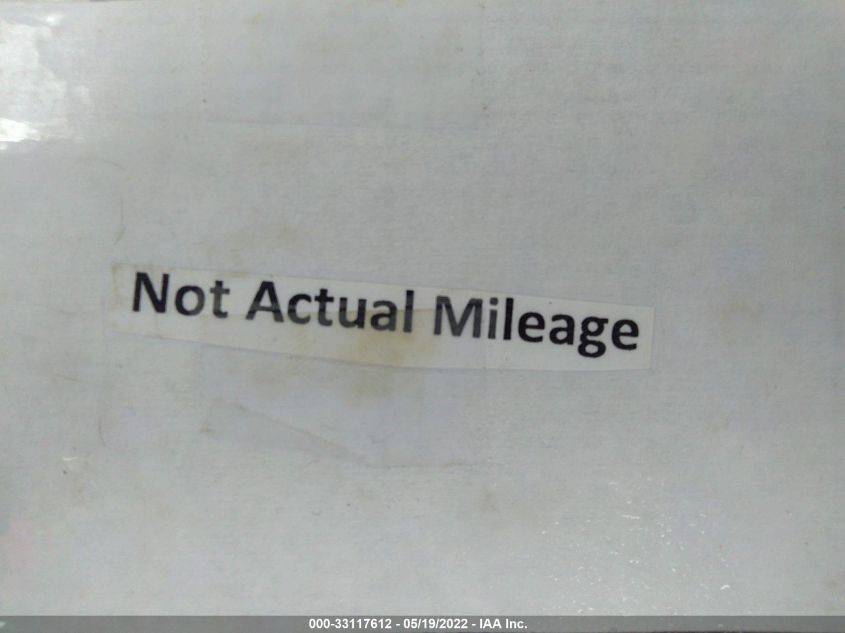 Not Actual Mileage
000-33117612 - 05/19/2022 - IAA Inc.